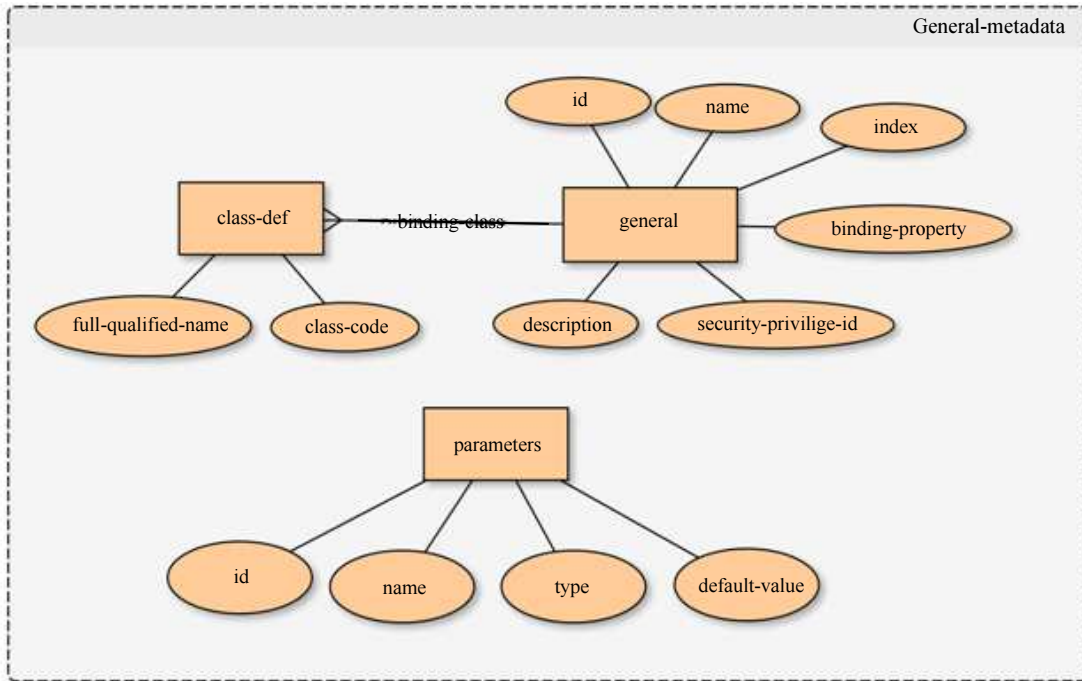 General-metadata
id
name
index
class-def
binding-class
general
binding-property
full-qualified-name
class-code
description
security-privilige-id
parameters
id
name
type
default-value